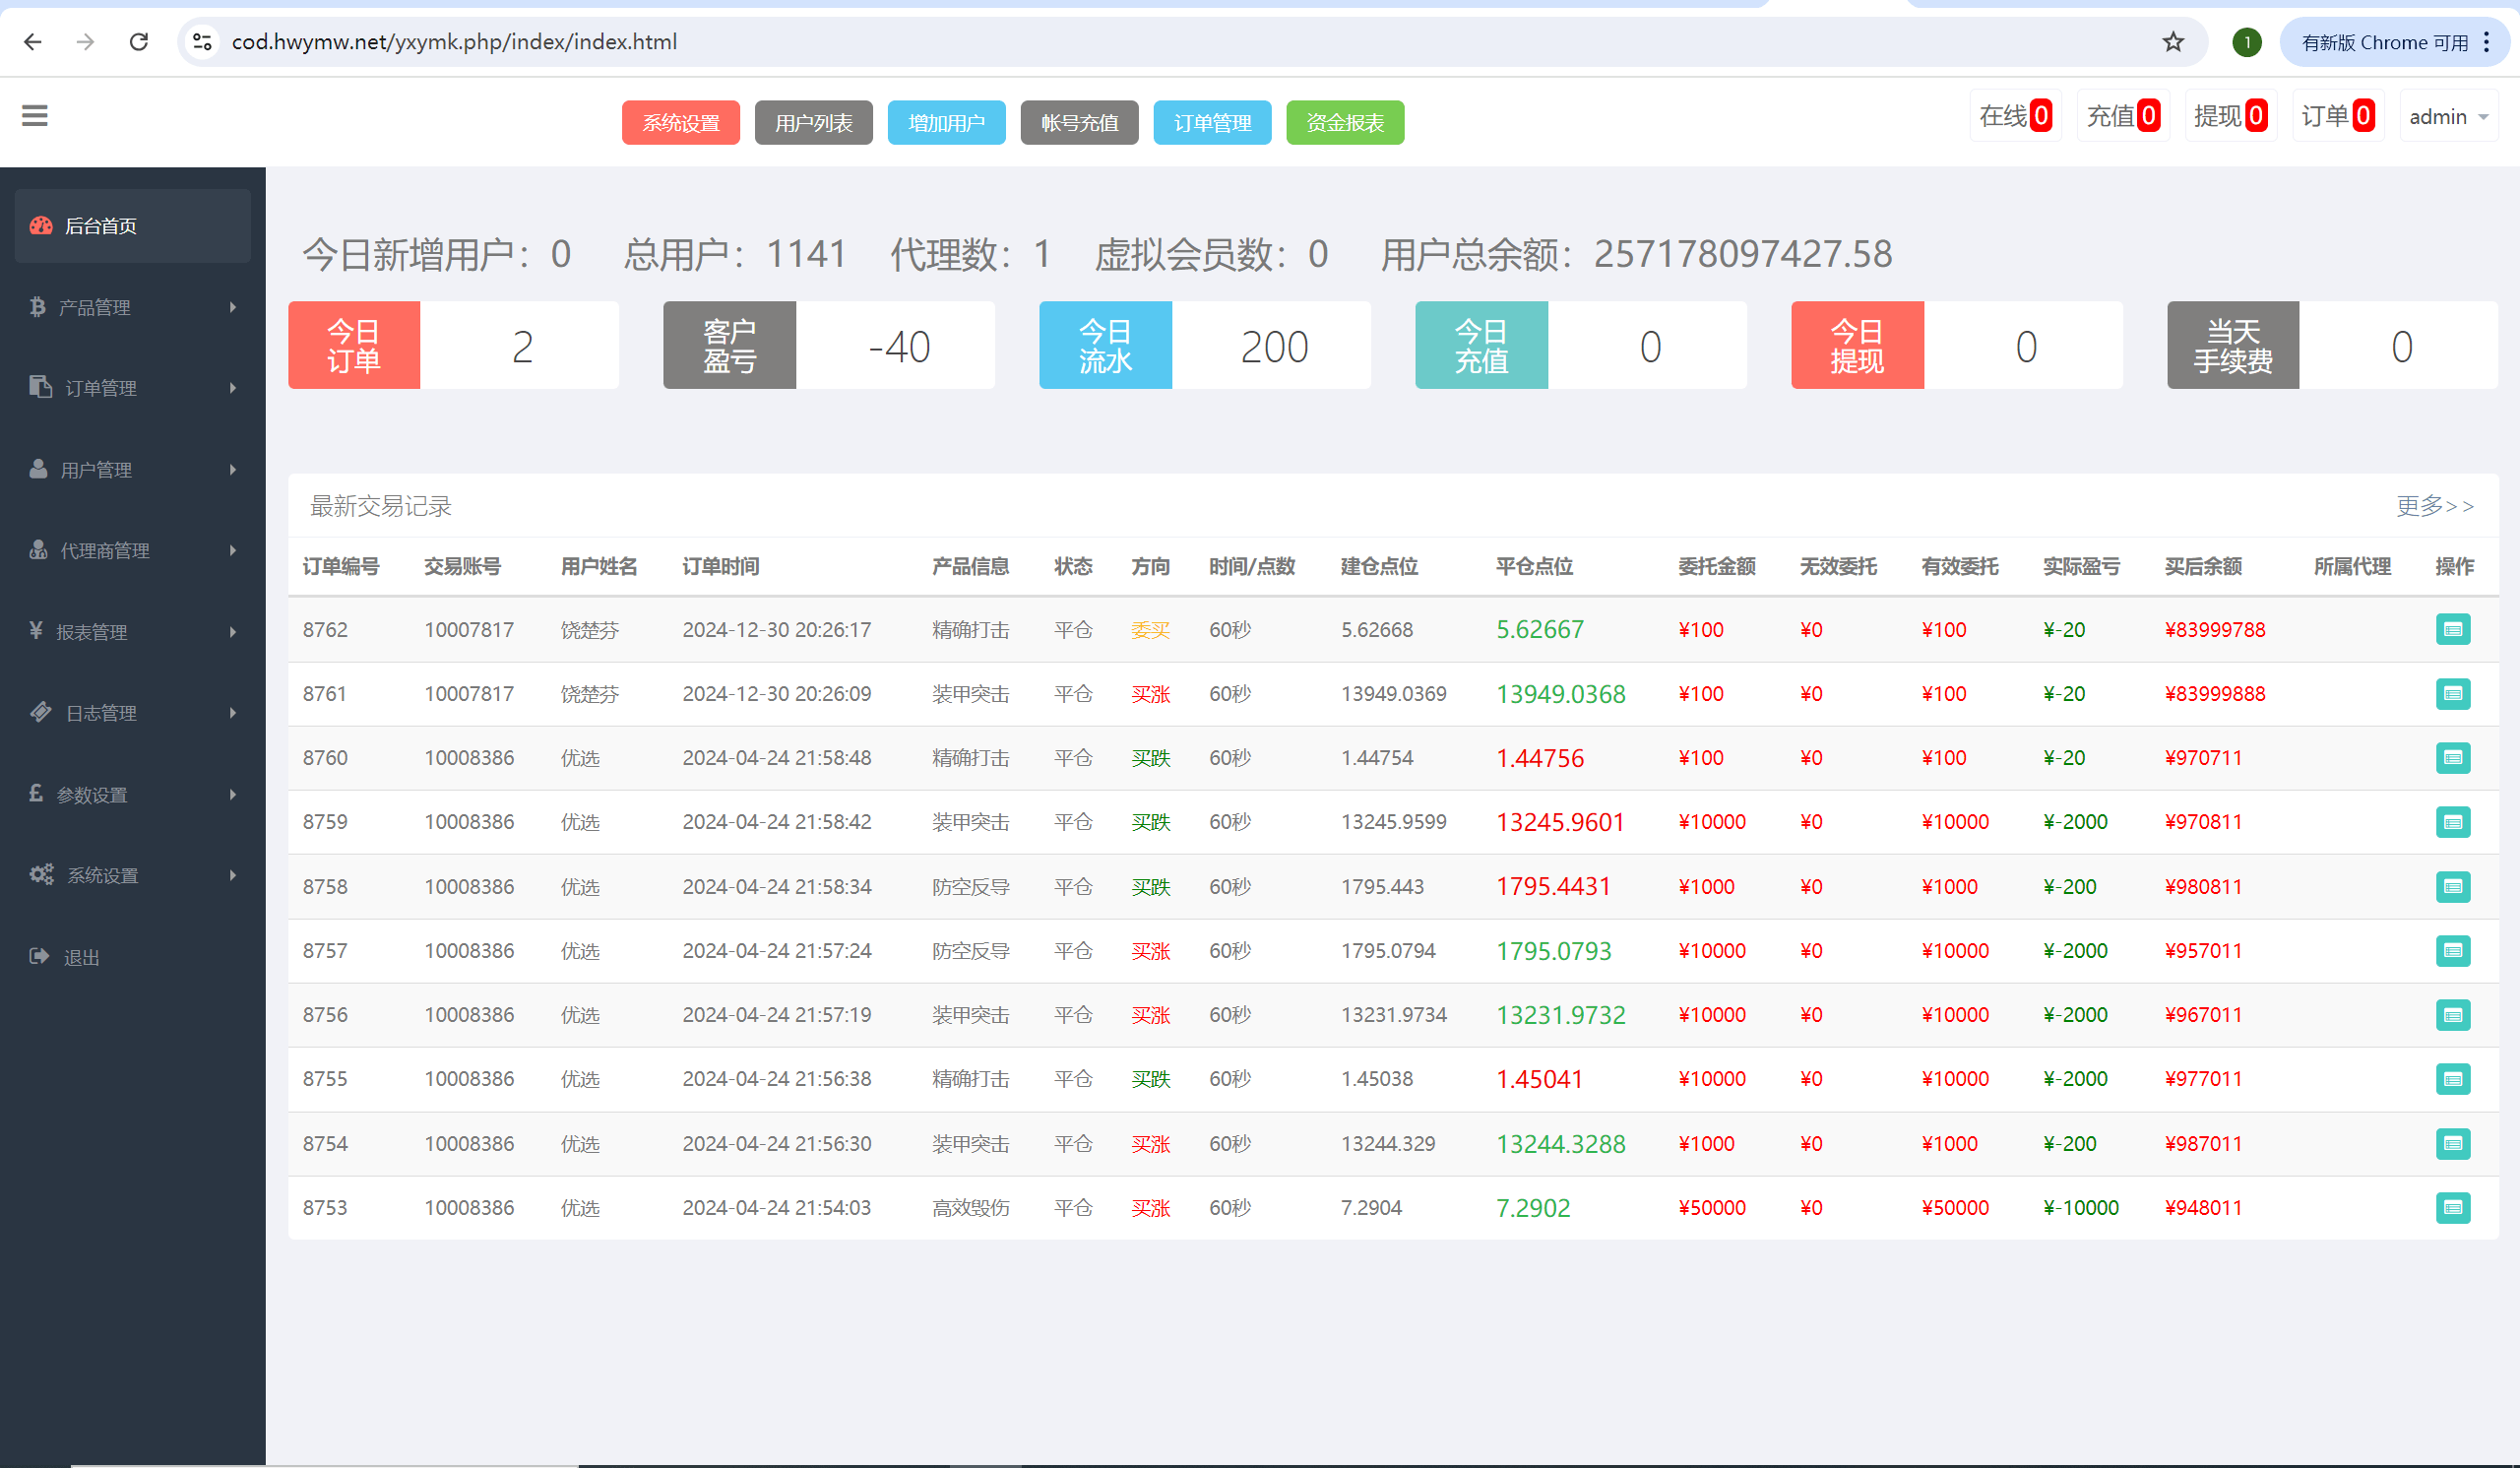 cod.hwymw.net/yxymk.php/index/index.html
1
有新版 Chrome 可用
系统设置 用户列表 增加用户 帐号充值 订单管理 资金报表
在线0 充值0 提现0 订单0 admin
后台首页
产品管理
订单管理
用户管理
代理商管理
报表管理
日志管理
参数设置
系统设置
退出
今日新增用户：0 总用户：1141 代理数：1 虚拟会员数：0 用户总余额：257178097427.58
今日订单 2
客户盈亏 -40
今日流水 200
今日充值 0
今日提现 0
当天手续费 0
最新交易记录 更多>>
订单编号 交易账号 用户姓名 订单时间 产品信息 状态 方向 时间/点数 建仓点位 平仓点位 委托金额 无效委托 有效委托 实际盈亏 买后余额 所属代理 操作
8762 10007817 饶楚芬 2024-12-30 20:26:17 精确打击 平仓 委买 60秒 5.62668 5.62667 ¥100 ¥0 ¥100 ¥-20 ¥83999788
8761 10007817 饶楚芬 2024-12-30 20:26:09 装甲突击 平仓 买涨 60秒 13949.0369 13949.0368 ¥100 ¥0 ¥100 ¥-20 ¥83999888
8760 10008386 优选 2024-04-24 21:58:48 精确打击 平仓 买跌 60秒 1.44754 1.44756 ¥100 ¥0 ¥100 ¥-20 ¥970711
8759 10008386 优选 2024-04-24 21:58:42 装甲突击 平仓 买跌 60秒 13245.9599 13245.9601 ¥10000 ¥0 ¥10000 ¥-2000 ¥970811
8758 10008386 优选 2024-04-24 21:58:34 防空反导 平仓 买跌 60秒 1795.443 1795.4431 ¥1000 ¥0 ¥1000 ¥-200 ¥980811
8757 10008386 优选 2024-04-24 21:57:24 防空反导 平仓 买涨 60秒 1795.0794 1795.0793 ¥10000 ¥0 ¥10000 ¥-2000 ¥957011
8756 10008386 优选 2024-04-24 21:57:19 装甲突击 平仓 买涨 60秒 13231.9734 13231.9732 ¥10000 ¥0 ¥10000 ¥-2000 ¥967011
8755 10008386 优选 2024-04-24 21:56:38 精确打击 平仓 买跌 60秒 1.45038 1.45041 ¥10000 ¥0 ¥10000 ¥-2000 ¥977011
8754 10008386 优选 2024-04-24 21:56:30 装甲突击 平仓 买涨 60秒 13244.329 13244.3288 ¥1000 ¥0 ¥1000 ¥-200 ¥987011
8753 10008386 优选 2024-04-24 21:54:03 高效毁伤 平仓 买涨 60秒 7.2904 7.2902 ¥50000 ¥0 ¥50000 ¥-10000 ¥948011